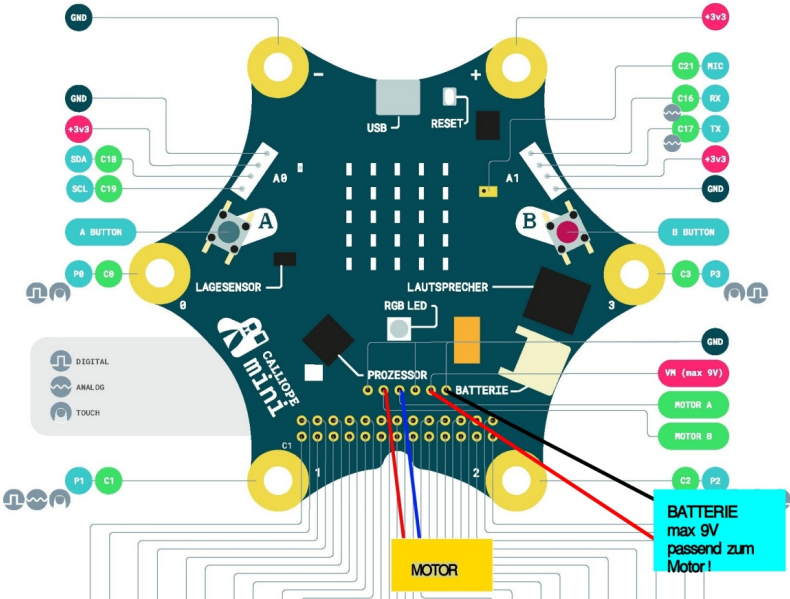 GND
+3v3
-
+
C21 MIC
GND
USB
RESET
C16 RX
+3v3
C17 TX
SDA C18
A0
A1
+3v3
SCL C19
GND
A BUTTON
A
B
B BUTTON
P0 C0
LAGESENSOR
LAUTSPRECHER
C3 P3
0
3
RGB LED
CALLIOPE
mini
GND
DIGITAL
PROZESSOR
VM (max 9V)
ANALOG
BATTERIE
MOTOR A
TOUCH
MOTOR B
C1
P1 C1
1
2
C2 P2
BATTERIE
max 9V
passend zum
Motor !
MOTOR